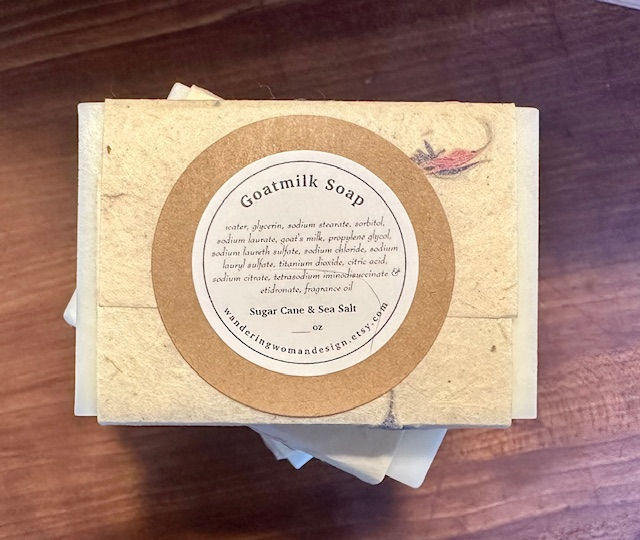 Goatmilk Soap
water, glycerin, sodium stearate, sorbitol,
sodium laurate, goat's milk, propylene glycol,
sodium laureth sulfate, sodium chloride, sodium
lauryl sulfate, titanium dioxide, citric acid,
sodium citrate, tetrasodium iminodisuccinate &
etidronate, fragrance oil
Sugar Cane & Sea Salt
____ oz
wanderingwomandesign.etsy.com